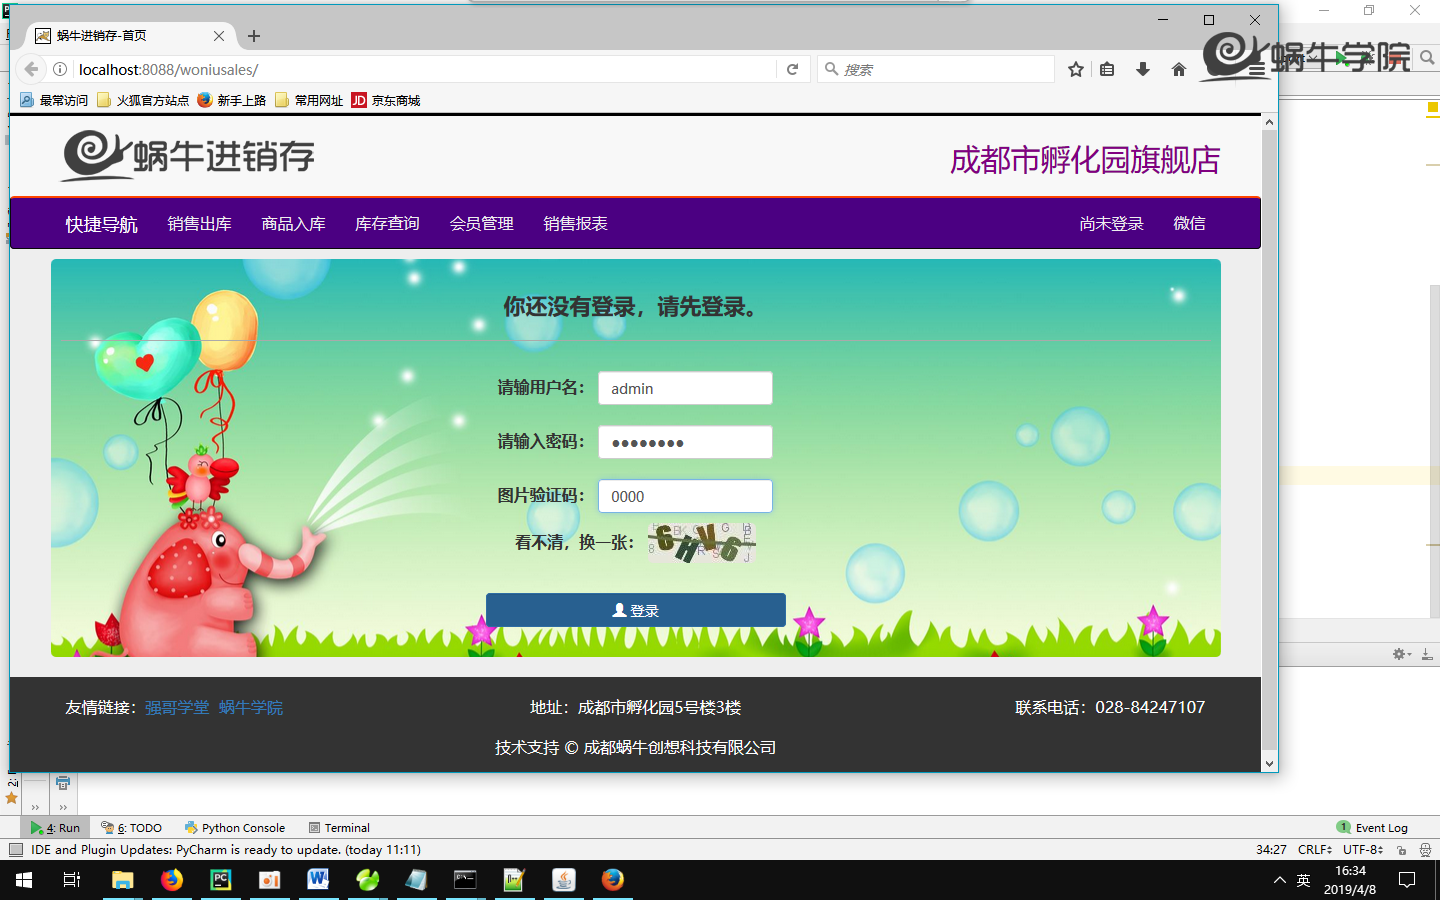 蜗牛进销存-首页
localhost:8088/woniusales/
搜索
蜗牛学院
最常访问 火狐官方站点 新手上路 常用网址 JD 京东商城
蜗牛进销存
成都市孵化园旗舰店
快捷导航 销售出库 商品入库 库存查询 会员管理 销售报表 尚未登录 微信
你还没有登录，请先登录。
请输用户名： admin
请输入密码： ●●●●●●●●
图片验证码： 0000
看不清，换一张：
登录
友情链接：强哥学堂 蜗牛学院 地址：成都市孵化园5号楼3楼 联系电话：028-84247107
技术支持 © 成都蜗牛创想科技有限公司
4: Run 6: TODO Python Console Terminal 1 Event Log
IDE and Plugin Updates: PyCharm is ready to update. (today 11:11) 34:27 CRLF UTF-8
英 16:34
2019/4/8